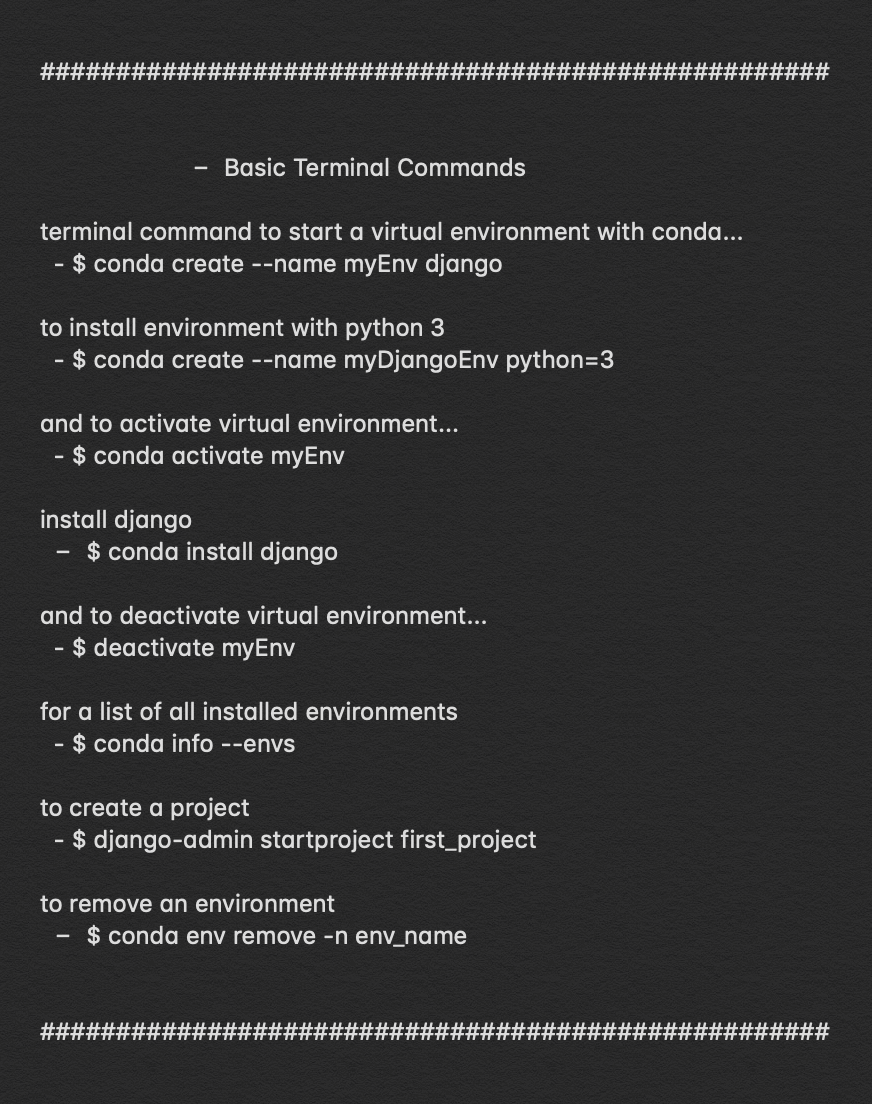 ####################################################
– Basic Terminal Commands
terminal command to start a virtual environment with conda...
- $ conda create --name myEnv django
to install environment with python 3
- $ conda create --name myDjangoEnv python=3
and to activate virtual environment...
- $ conda activate myEnv
install django
– $ conda install django
and to deactivate virtual environment...
- $ deactivate myEnv
for a list of all installed environments
- $ conda info --envs
to create a project
- $ django-admin startproject first_project
to remove an environment
– $ conda env remove -n env_name
####################################################